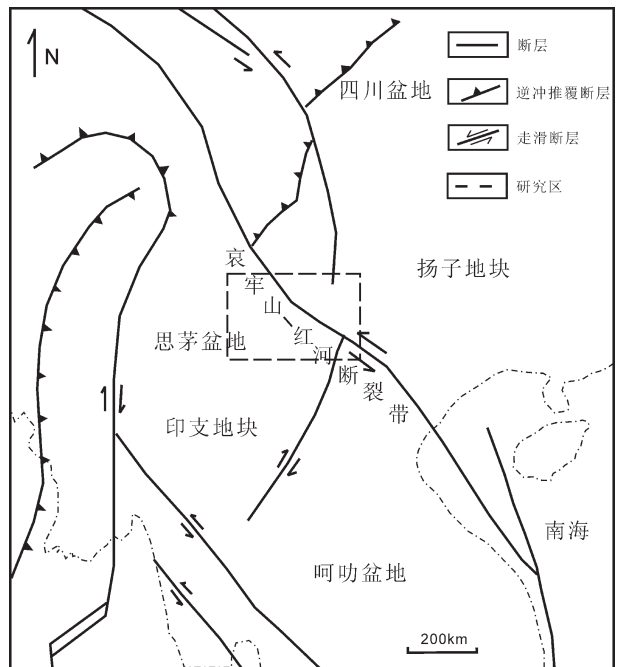 N
断层
四川盆地
逆冲推覆断层
走滑断层
研究区
扬子地块
哀牢山-红河断裂带
思茅盆地
印支地块
南海
呵叻盆地
200km